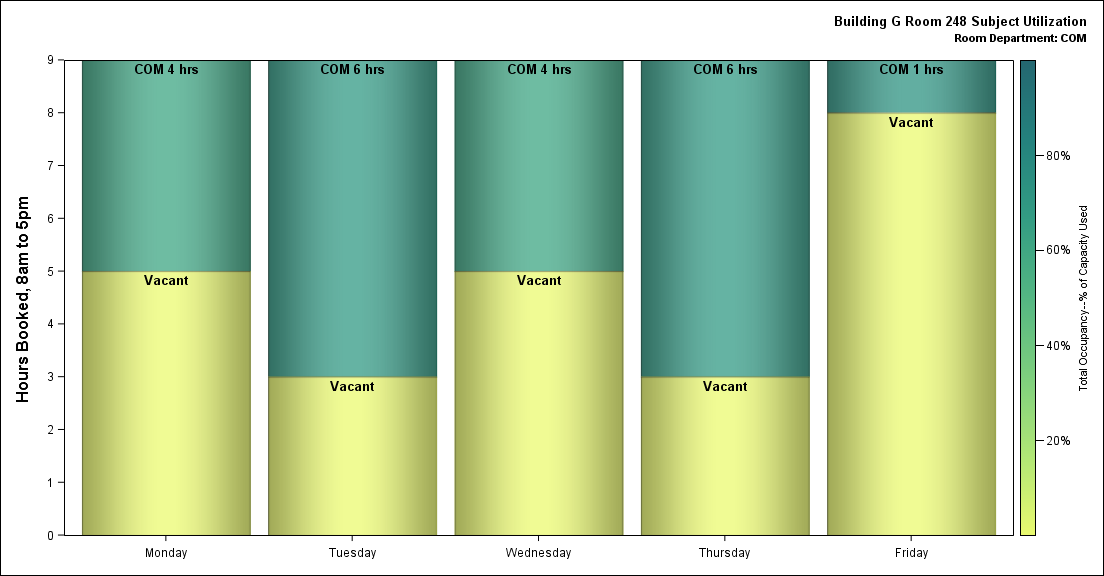 Building G Room 248 Subject Utilization
Room Department: COM
Hours Booked, 8am to 5pm
9
8
7
6
5
4
3
2
1
0
COM 4 hrs
Vacant
COM 6 hrs
Vacant
COM 4 hrs
Vacant
COM 6 hrs
Vacant
COM 1 hrs
Vacant
Monday
Tuesday
Wednesday
Thursday
Friday
80%
60%
40%
20%
Total Occupancy--% of Capacity Used